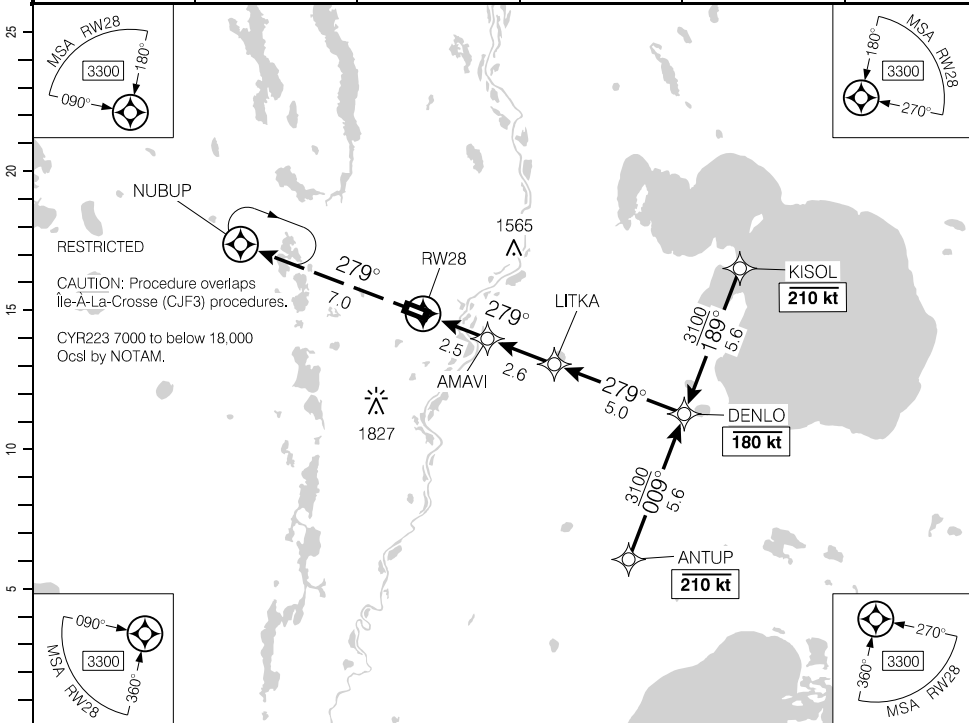 25
20
15
10
5
MSA RW28
3300
180°
090°
MSA RW28
3300
180°
270°
NUBUP
RESTRICTED
CAUTION: Procedure overlaps
Île-À-La-Crosse (CJF3) procedures.
CYR223 7000 to below 18,000
Ocsl by NOTAM.
279°
7.0
RW28
1565
279°
2.5
AMAVI
2.6
LITKA
279°
5.0
KISOL
210 kt
3100
189°
5.6
DENLO
180 kt
1827
3100
009°
5.6
ANTUP
210 kt
090°
3300
360°
MSA RW28
270°
3300
360°
MSA RW28